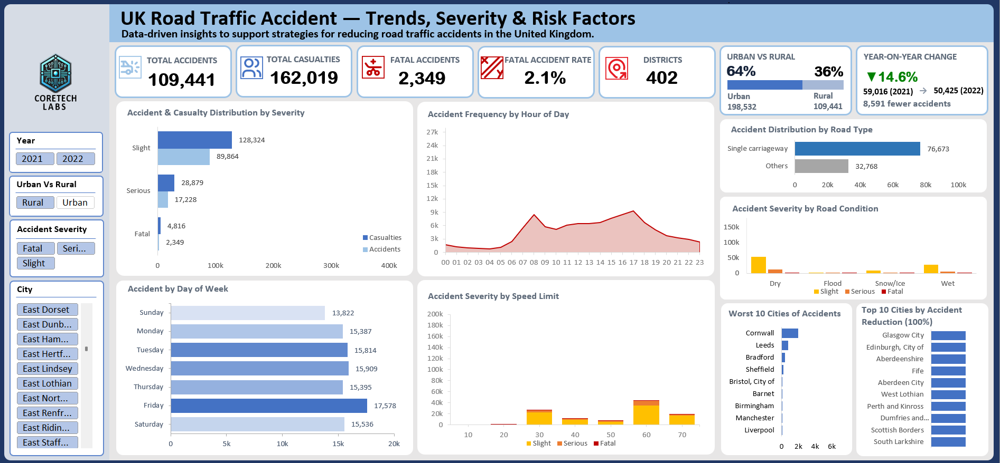 UK Road Traffic Accident — Trends, Severity & Risk Factors
Data-driven insights to support strategies for reducing road traffic accidents in the United Kingdom.
CORETECH
LABS
Year
2021 2022
Urban Vs Rural
Rural Urban
Accident Severity
Fatal Seri...
Slight
City
East Dorset
East Dunb...
East Ham...
East Hertf...
East Lindsey
East Lothian
East Nort...
East Renfr...
East Ridin...
East Staff...
TOTAL ACCIDENTS
109,441
TOTAL CASUALTIES
162,019
FATAL ACCIDENTS
2,349
FATAL ACCIDENT RATE
2.1%
DISTRICTS
402
URBAN VS RURAL
64% 36%
Urban Rural
198,532 109,441
YEAR-ON-YEAR CHANGE
▼14.6%
59,016 (2021) → 50,425 (2022)
8,591 fewer accidents
Accident & Casualty Distribution by Severity
Slight
128,324
89,864
Serious
28,879
17,228
Fatal
4,816
2,349
Casualties
Accidents
0 100k 200k 300k 400k
Accident Frequency by Hour of Day
27k
24k
21k
18k
15k
12k
9k
6k
3k
0
00 01 02 03 04 05 06 07 08 09 10 11 12 13 14 15 16 17 18 19 20 21 22 23
Accident Distribution by Road Type
Single carriageway 76,673
Others 32,768
0 20k 40k 60k 80k 100k
Accident Severity by Road Condition
150k
100k
50k
0
Dry Flood Snow/Ice Wet
Slight Serious Fatal
Accident by Day of Week
Sunday 13,822
Monday 15,387
Tuesday 15,814
Wednesday 15,909
Thursday 15,395
Friday 17,578
Saturday 15,536
0 5k 10k 15k 20k
Accident Severity by Speed Limit
200k
180k
160k
140k
120k
100k
80k
60k
40k
20k
0
10 20 30 40 50 60 70
Slight Serious Fatal
Worst 10 Cities of Accidents
Cornwall
Leeds
Bradford
Sheffield
Bristol, City of
Barnet
Birmingham
Manchester
Liverpool
0 2k 4k 6k
Top 10 Cities by Accident
Reduction (100%)
Glasgow City
Edinburgh, City of
Aberdeenshire
Fife
Aberdeen City
West Lothian
Perth and Kinross
Dumfries and...
Scottish Borders
South Larkshire